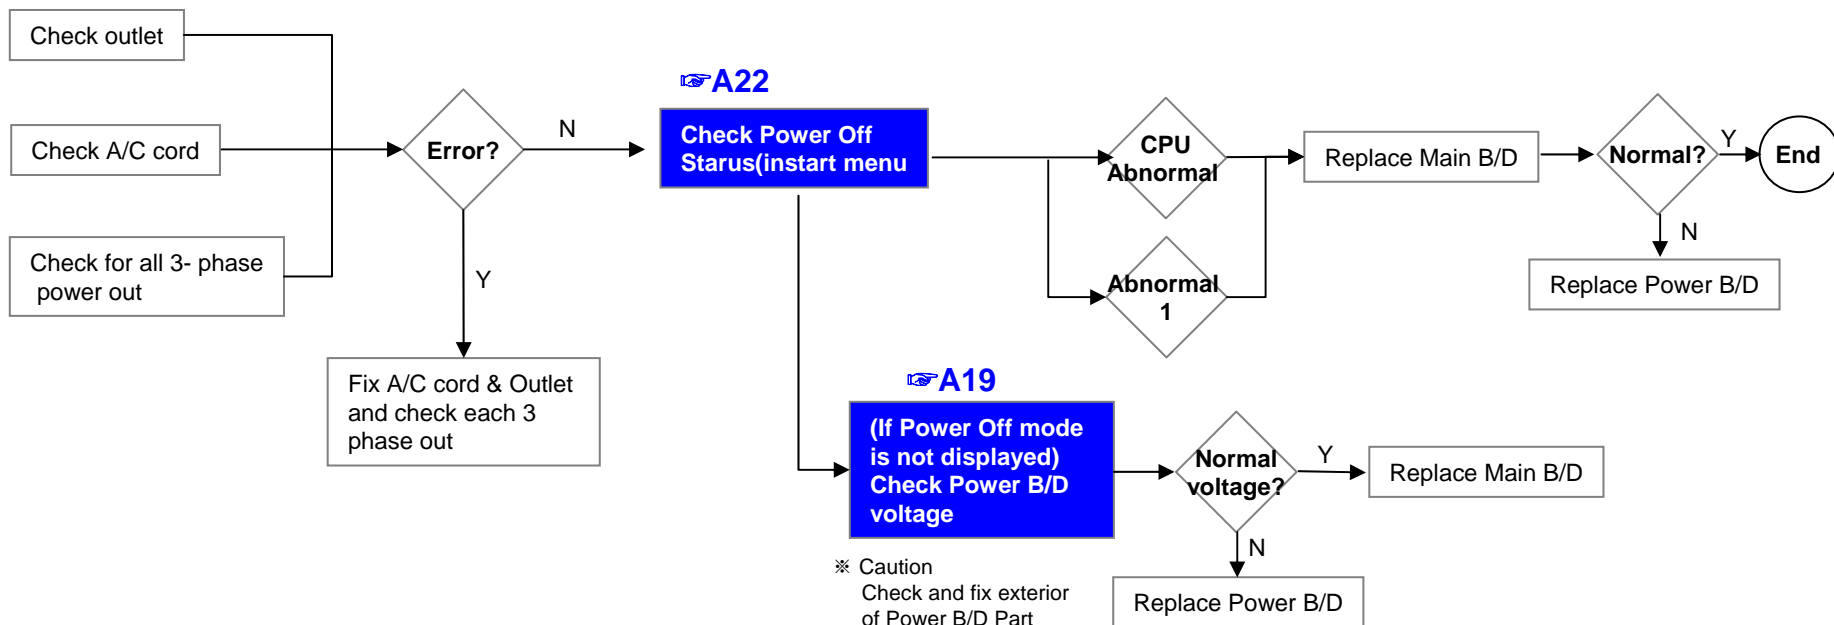 Check outlet
Check A/C cord
Check for all 3- phase
power out
Error?
N
Y
Fix A/C cord & Outlet
and check each 3
phase out
☞A22
Check Power Off
Starus(instart menu
CPU
Abnormal
Abnormal
1
Replace Main B/D
Normal?
Y
End
N
Replace Power B/D
☞A19
(If Power Off mode
is not displayed)
Check Power B/D
voltage
※ Caution
Check and fix exterior
of Power B/D Part
Normal
voltage?
Y
Replace Main B/D
N
Replace Power B/D